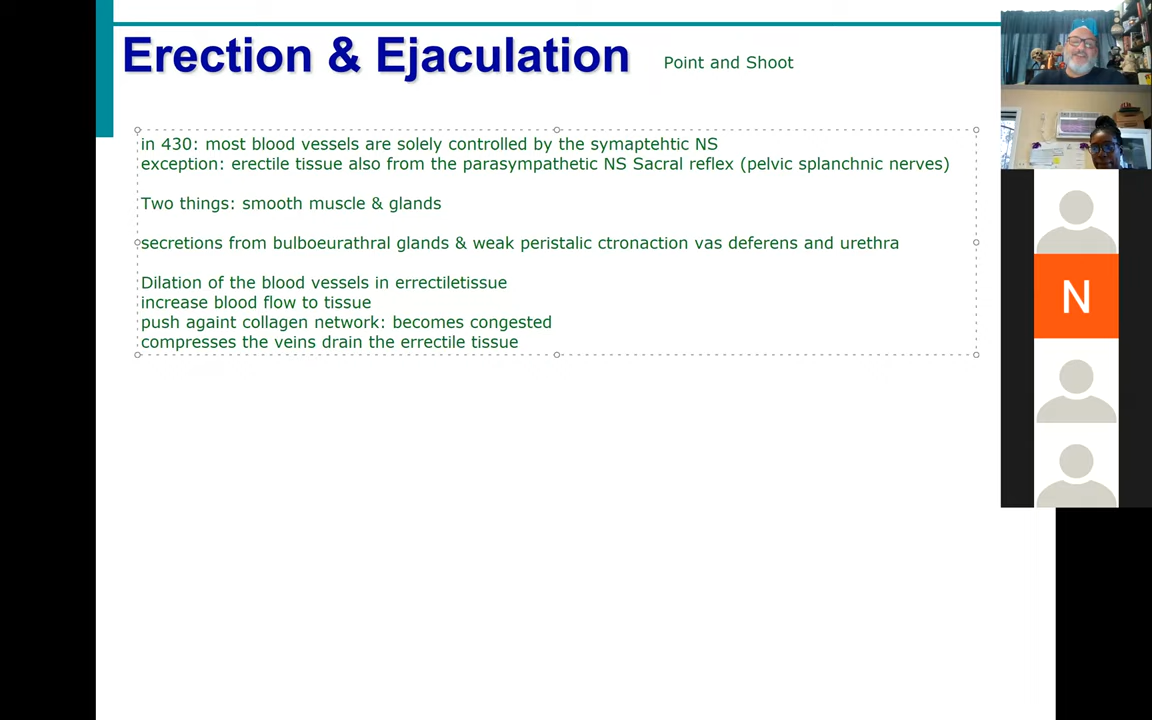 Erection & Ejaculation
Point and Shoot
in 430: most blood vessels are solely controlled by the symaptehtic NS
exception: erectile tissue also from the parasympathetic NS Sacral reflex (pelvic splanchnic nerves)
Two things: smooth muscle & glands
secretions from bulboeurathral glands & weak peristalic ctronaction vas deferens and urethra
Dilation of the blood vessels in errectiletissue
increase blood flow to tissue
push againt collagen network: becomes congested
compresses the veins drain the errectile tissue
N